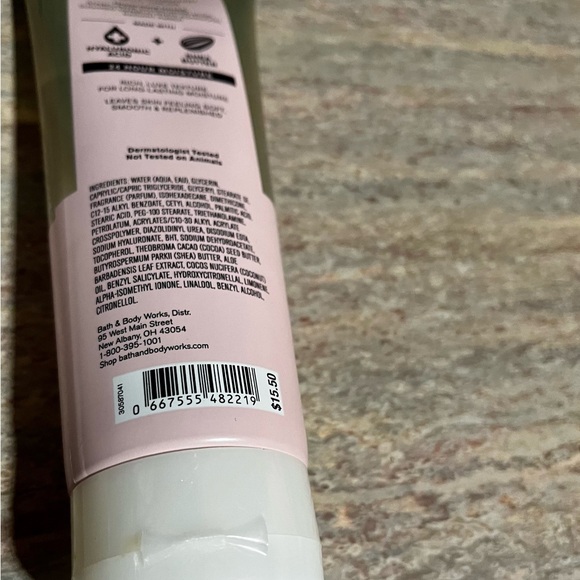 MADE WITH
HYALURONIC ACID
+
SHEA BUTTER
24 HOUR MOISTURE
RICH, LUXE TEXTURE
FOR LONG-LASTING MOISTURE
LEAVES SKIN FEELING SOFT,
SMOOTH & REPLENISHED
Dermatologist Tested
Not Tested on Animals
INGREDIENTS: WATER (AQUA, EAU), GLYCERIN,
CAPRYLIC/CAPRIC TRIGLYCERIDE, GLYCERYL STEARATE SE,
FRAGRANCE (PARFUM), ISOHEXADECANE, DIMETHICONE,
C12-15 ALKYL BENZOATE, CETYL ALCOHOL, PALMITIC ACID,
STEARIC ACID, PEG-100 STEARATE, TRIETHANOLAMINE,
PETROLATUM, ACRYLATES/C10-30 ALKYL ACRYLATE
CROSSPOLYMER, DIAZOLIDINYL UREA, DISODIUM EDTA,
SODIUM HYALURONATE, BHT, SODIUM DEHYDROACETATE,
TOCOPHEROL, THEOBROMA CACAO (COCOA) SEED BUTTER,
BUTYROSPERMUM PARKII (SHEA) BUTTER, ALOE
BARBADENSIS LEAF EXTRACT, COCOS NUCIFERA (COCONUT)
OIL, BENZYL SALICYLATE, HYDROXYCITRONELLAL, LIMONENE,
ALPHA-ISOMETHYL IONONE, LINALOOL, BENZYL ALCOHOL,
CITRONELLOL.
Bath & Body Works, Distr.
95 West Main Street
New Albany, OH 43054
1-800-395-1001
Shop bathandbodyworks.com
30587041
0 667555 482219
$15.50